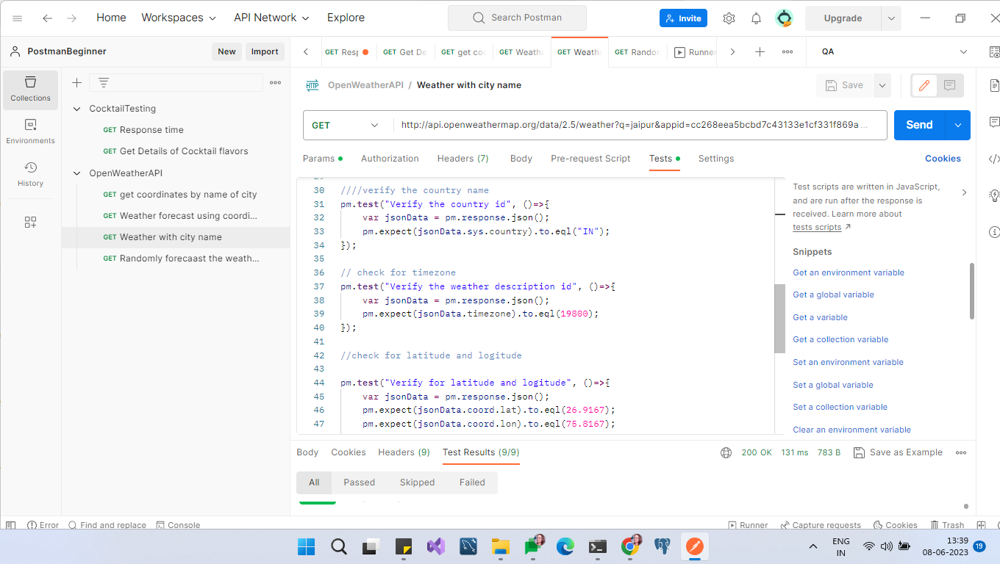 Home Workspaces API Network Explore Search Postman Invite Upgrade
PostmanBeginner New Import GET Resp GET Get De GET get coo GET Weath GET Weath GET Rando Runner QA
OpenWeatherAPI / Weather with city name Save
Collections
Environments
History
CocktailTesting
GET Response time
GET Get Details of Cocktail flavors
OpenWeatherAPI
GET get coordinates by name of city
GET Weather forecast using coordi...
GET Weather with city name
GET Randomly forecaast the weath...
GET http://api.openweathermap.org/data/2.5/weather?q=jaipur&appid=cc268eea5bcbd7c43133e1cf331f869a ... Send
Params Authorization Headers (7) Body Pre-request Script Tests Settings Cookies
29
30 ////verify the country name
31 pm.test("Verify the country id", ()=>{
32 var jsonData = pm.response.json();
33 pm.expect(jsonData.sys.country).to.eql("IN");
34 });
35
36 // check for timezone
37 pm.test("Verify the weather description id", ()=>{
38 var jsonData = pm.response.json();
39 pm.expect(jsonData.timezone).to.eql(19800);
40 });
41
42 //check for latitude and logitude
43
44 pm.test("Verify for latitude and logitude", ()=>{
45 var jsonData = pm.response.json();
46 pm.expect(jsonData.coord.lat).to.eql(26.9167);
47 pm.expect(jsonData.coord.lon).to.eql(75.8167);
Test scripts are written in JavaScript,
and are run after the response is
received. Learn more about
tests scripts
Snippets
Get an environment variable
Get a global variable
Get a variable
Get a collection variable
Set an environment variable
Set a global variable
Set a collection variable
Clear an environment variable
Body Cookies Headers (9) Test Results (9/9) 200 OK 131 ms 783 B Save as Example
All Passed Skipped Failed
Error Find and replace Console Runner Capture requests Cookies Trash
ENG
IN
13:39
08-06-2023
19